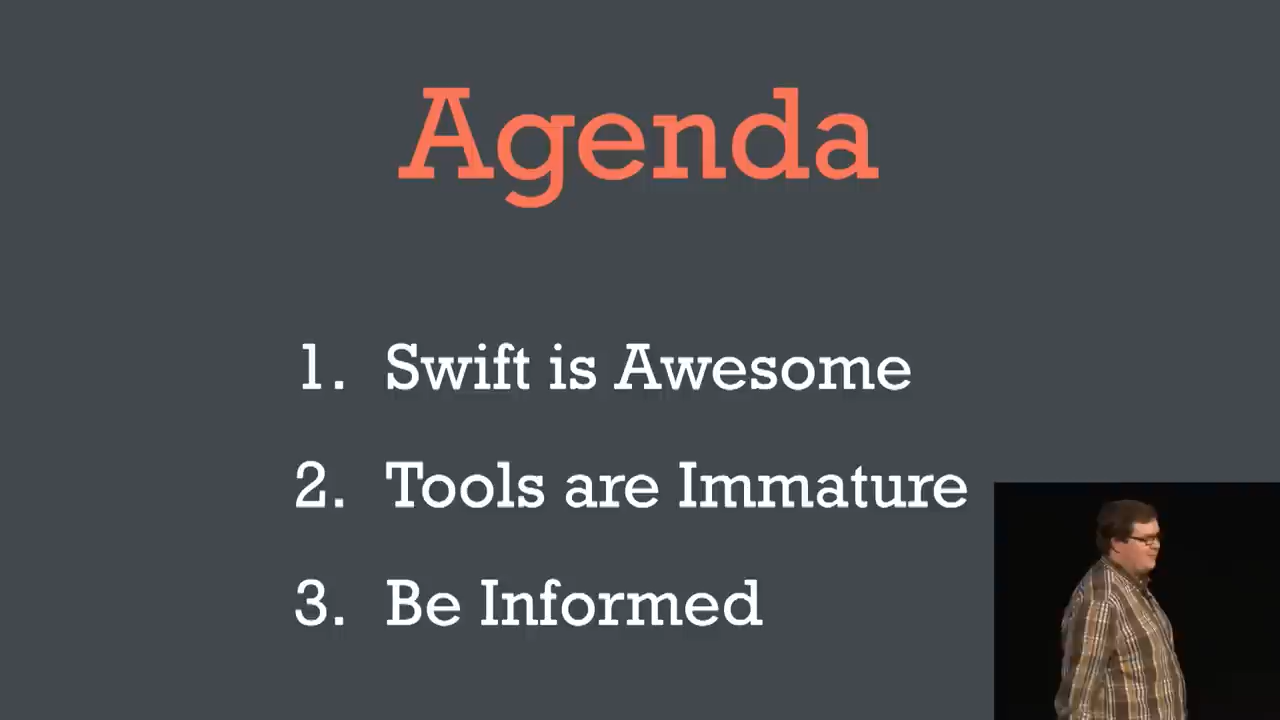 Agenda
1. Swift is Awesome
2. Tools are Immature
3. Be Informed